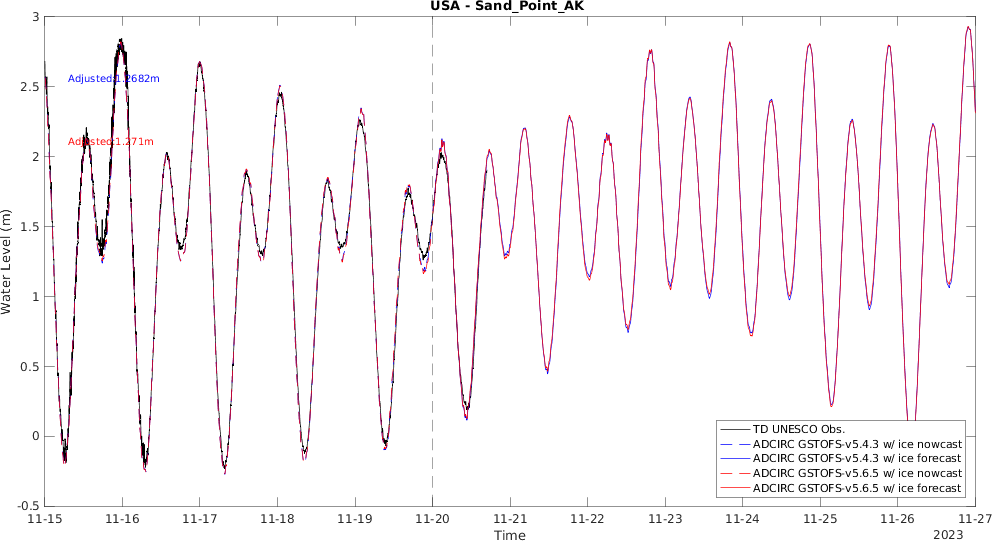 USA - Sand_Point_AK
3
2.5
2
1.5
1
0.5
0
-0.5
Water Level (m)
Adjusted:1.2682m
Adjusted:1.271m
TD UNESCO Obs.
ADCIRC GSTOFS-v5.4.3 w/ ice nowcast
ADCIRC GSTOFS-v5.4.3 w/ ice forecast
ADCIRC GSTOFS-v5.6.5 w/ ice nowcast
ADCIRC GSTOFS-v5.6.5 w/ ice forecast
11-15 11-16 11-17 11-18 11-19 11-20 11-21 11-22 11-23 11-24 11-25 11-26 11-27
Time
2023